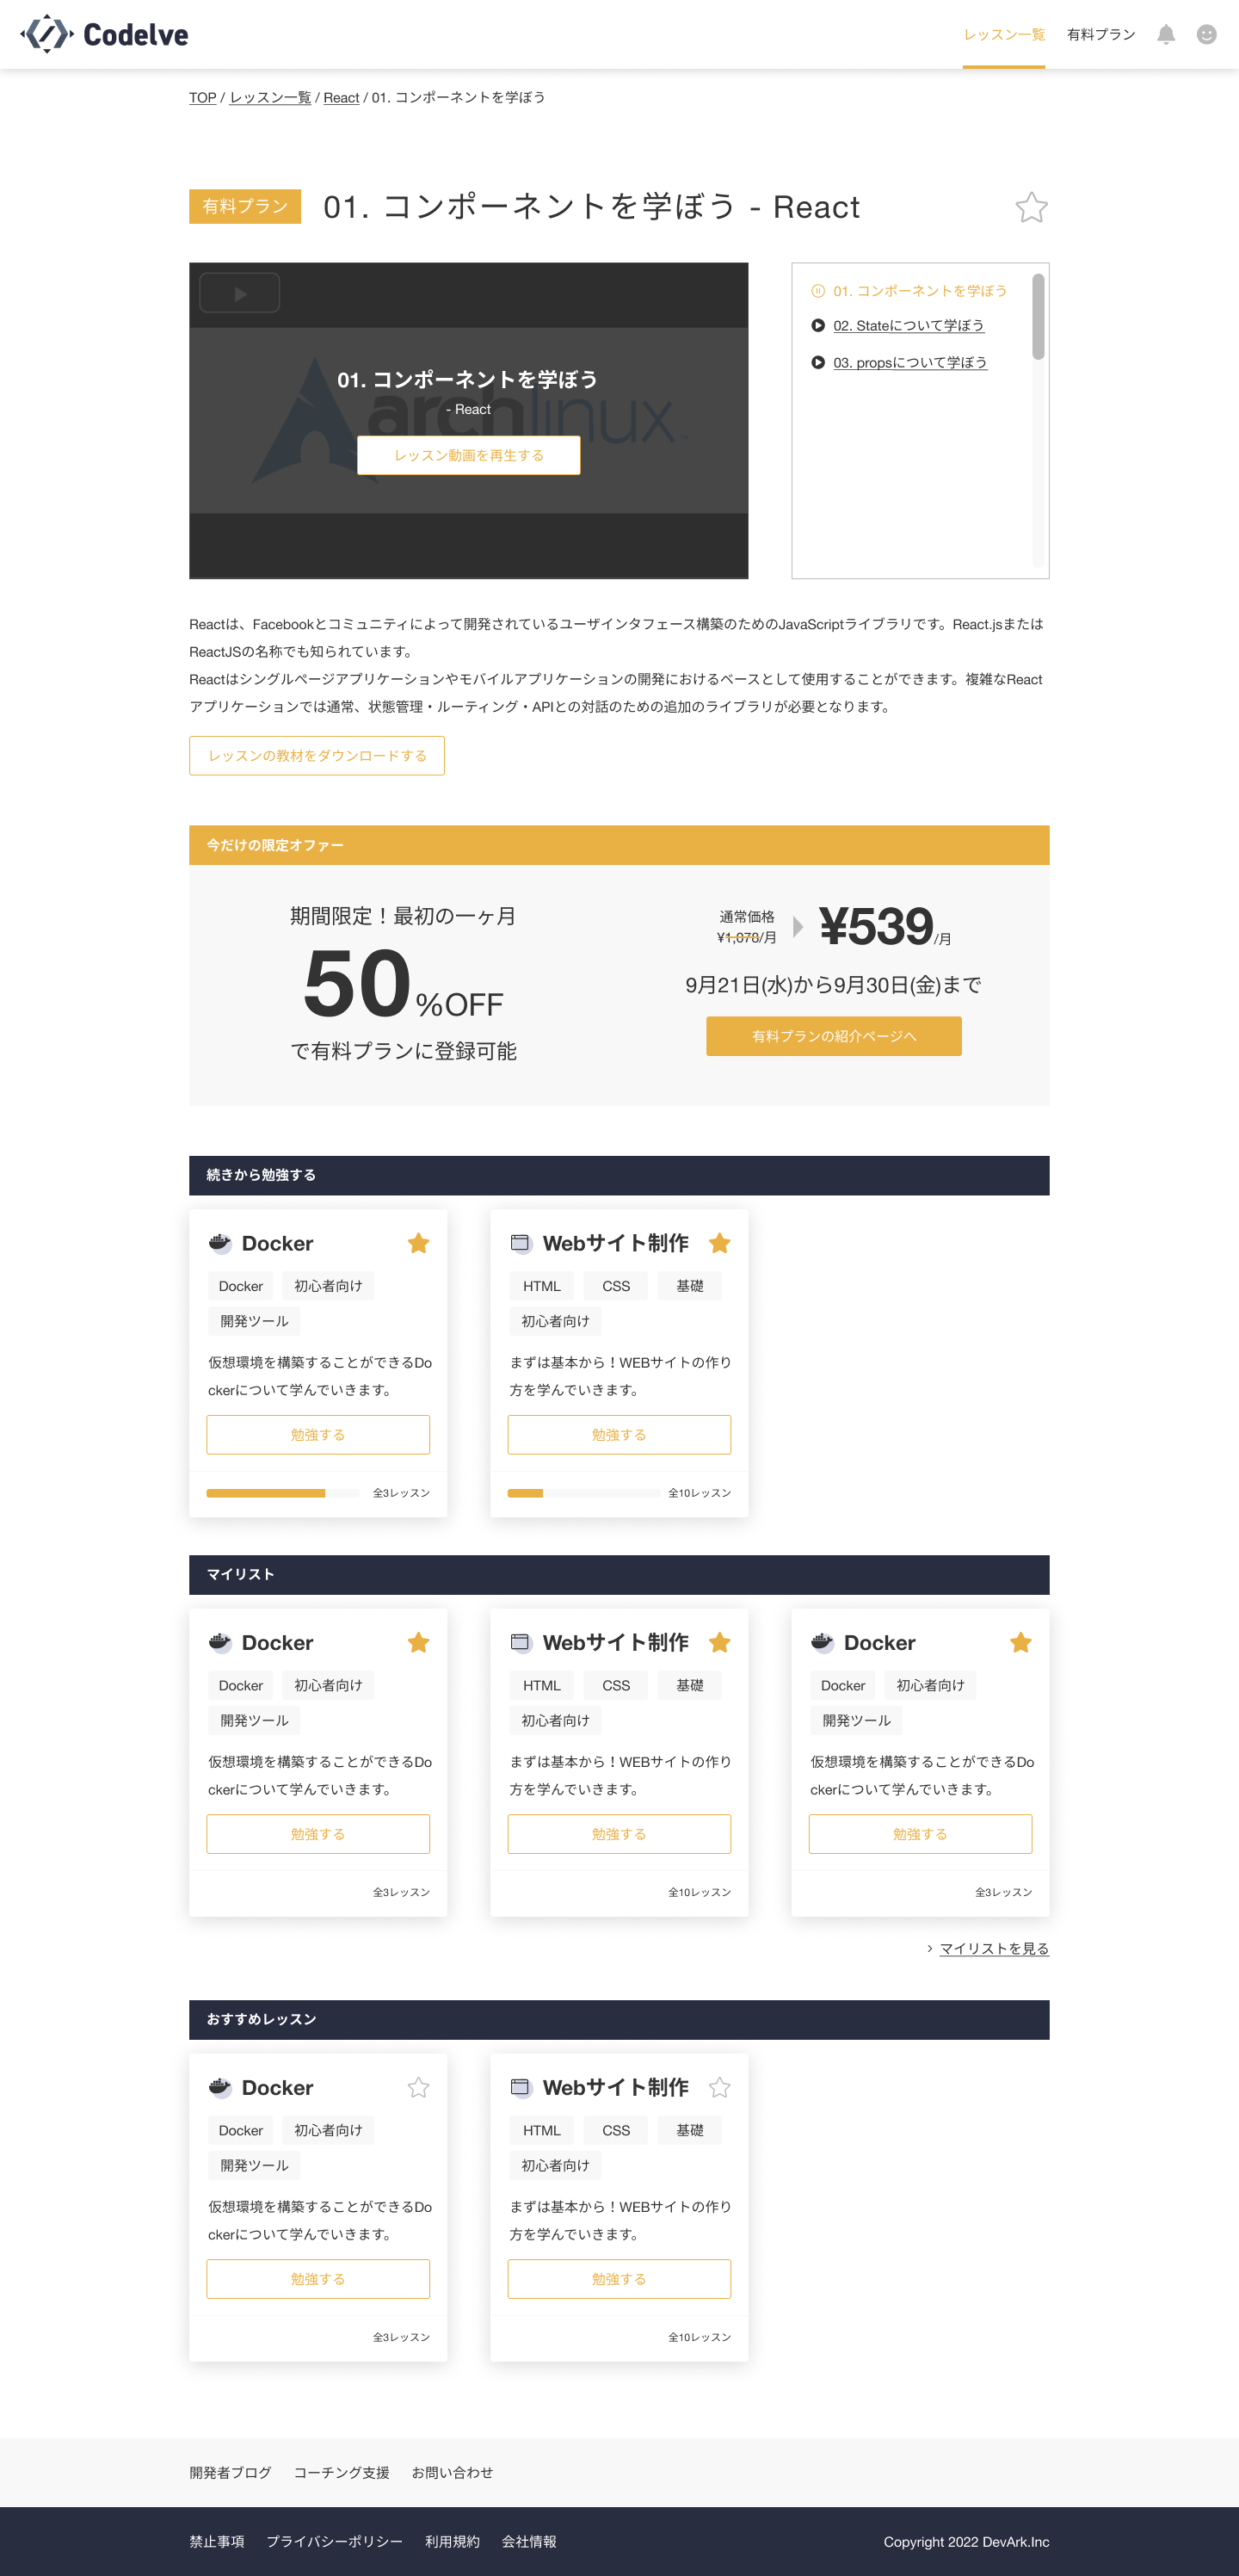 Codelve
レッスン一覧 有料プラン
TOP / レッスン一覧 / React / 01. コンポーネントを学ぼう
有料プラン 01. コンポーネントを学ぼう - React
archlinux
01. コンポーネントを学ぼう
- React
レッスン動画を再生する
01. コンポーネントを学ぼう
02. Stateについて学ぼう
03. propsについて学ぼう
Reactは、Facebookとコミュニティによって開発されているユーザインタフェース構築のためのJavaScriptライブラリです。React.jsまたは
ReactJSの名称でも知られています。
Reactはシングルページアプリケーションやモバイルアプリケーションの開発におけるベースとして使用することができます。複雑なReact
アプリケーションでは通常、状態管理・ルーティング・APIとの対話のための追加のライブラリが必要となります。
レッスンの教材をダウンロードする
今だけの限定オファー
期間限定！最初の一ヶ月
50%OFF
で有料プランに登録可能
通常価格
¥1,078/月
¥539/月
9月21日(水)から9月30日(金)まで
有料プランの紹介ページへ
続きから勉強する
Docker
Docker 初心者向け
開発ツール
仮想環境を構築することができるDo
ckerについて学んでいきます。
勉強する
全3レッスン
Webサイト制作
HTML CSS 基礎
初心者向け
まずは基本から！WEBサイトの作り
方を学んでいきます。
勉強する
全10レッスン
マイリスト
Docker
Docker 初心者向け
開発ツール
仮想環境を構築することができるDo
ckerについて学んでいきます。
勉強する
全3レッスン
Webサイト制作
HTML CSS 基礎
初心者向け
まずは基本から！WEBサイトの作り
方を学んでいきます。
勉強する
全10レッスン
Docker
Docker 初心者向け
開発ツール
仮想環境を構築することができるDo
ckerについて学んでいきます。
勉強する
全3レッスン
マイリストを見る
おすすめレッスン
Docker
Docker 初心者向け
開発ツール
仮想環境を構築することができるDo
ckerについて学んでいきます。
勉強する
全3レッスン
Webサイト制作
HTML CSS 基礎
初心者向け
まずは基本から！WEBサイトの作り
方を学んでいきます。
勉強する
全10レッスン
開発者ブログ コーチング支援 お問い合わせ
禁止事項 プライバシーポリシー 利用規約 会社情報 Copyright 2022 DevArk.Inc